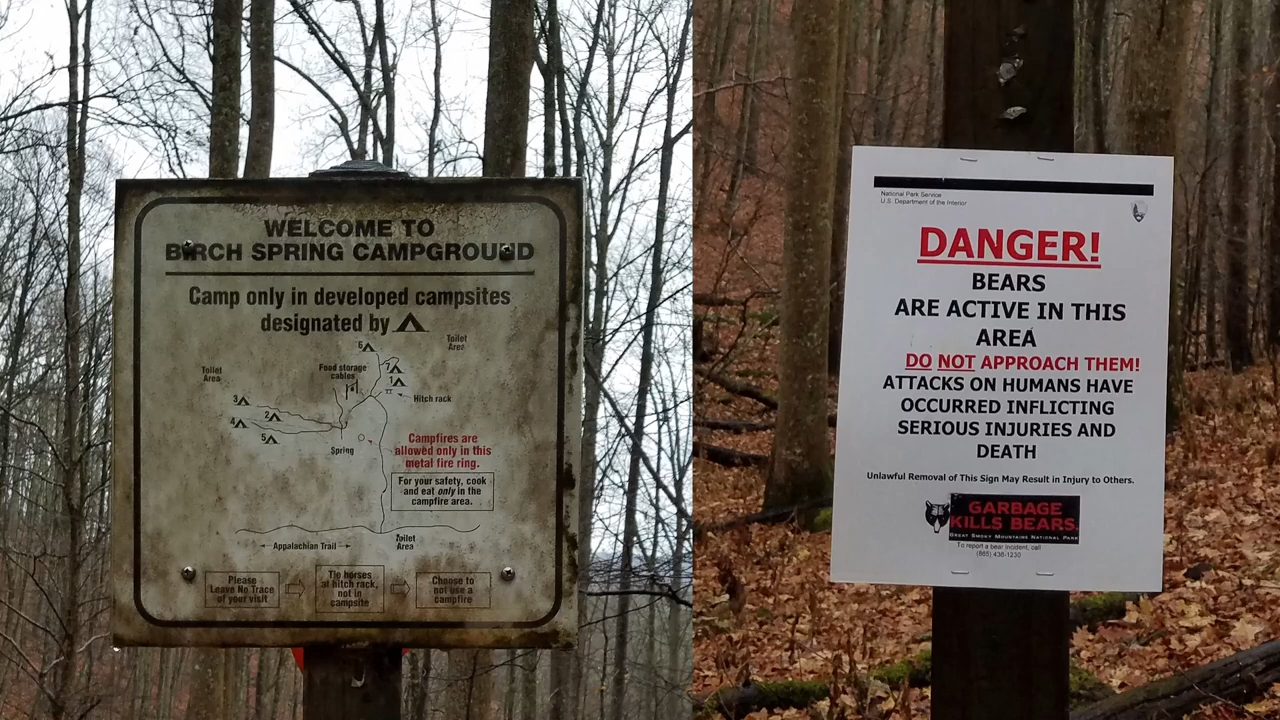 WELCOME TO
BIRCH SPRING CAMPGROUND
Camp only in developed campsites
designated by
6
Toilet
Area
Toilet
Area
Food storage
cables
7
1
Hitch rack
3
2
4
5
Spring
Campfires are
allowed only in this
metal fire ring.
For your safety, cook
and eat only in the
campfire area.
Appalachian Trail
Toilet
Area
Please
Leave No Trace
of your visit
Tie horses
at hitch rack,
not in
campsite
Choose to
not use a
campfire
National Park Service
U.S. Department of the Interior
DANGER!
BEARS
ARE ACTIVE IN THIS
AREA
DO NOT APPROACH THEM!
ATTACKS ON HUMANS HAVE
OCCURRED INFLICTING
SERIOUS INJURIES AND
DEATH
Unlawful Removal of This Sign May Result in Injury to Others.
GARBAGE
KILLS BEARS.
GREAT SMOKY MOUNTAINS NATIONAL PARK
To report a bear incident, call
(865) 436-1230